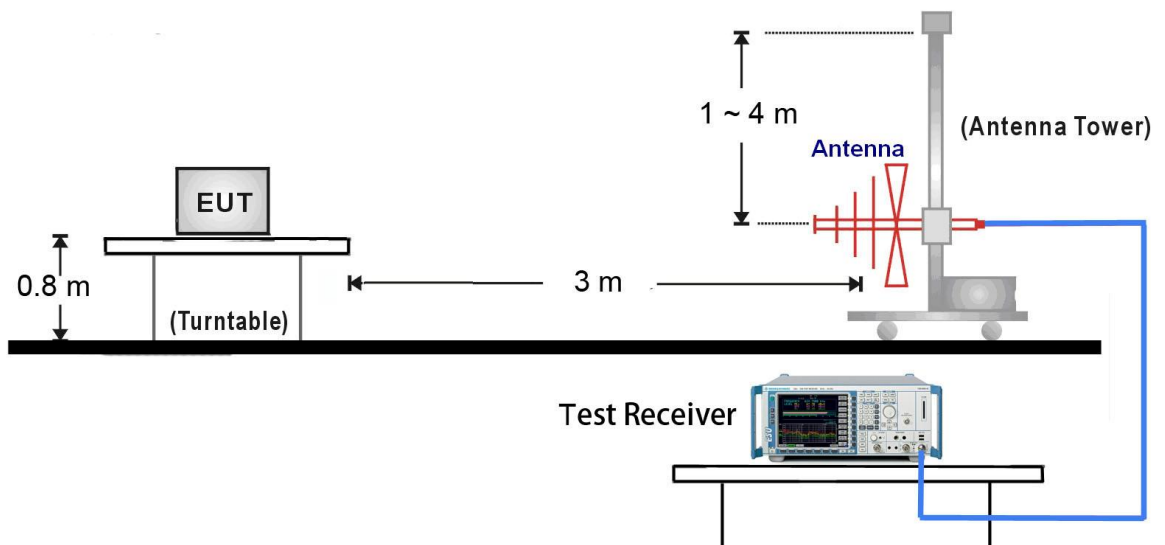 1 ~ 4 m
(Antenna Tower)
Antenna
EUT
0.8 m
3 m
(Turntable)
Test Receiver